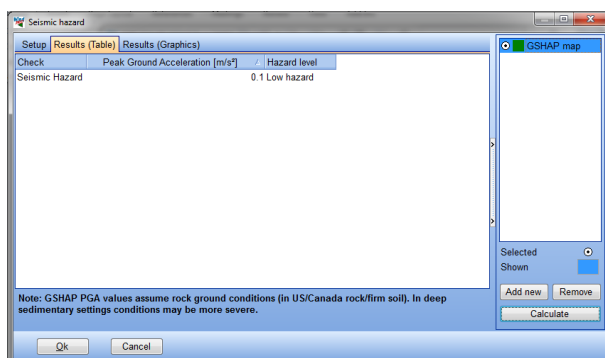 Seismic hazard
Setup Results (Table) Results (Graphics)
Check Peak Ground Acceleration [m/s²] Hazard level
Seismic Hazard 0.1 Low hazard
GSHAP map
Selected
Shown
Add new Remove
Calculate
Note: GSHAP PGA values assume rock ground conditions (in US/Canada rock/firm soil). In deep
sedimentary settings conditions may be more severe.
Ok Cancel